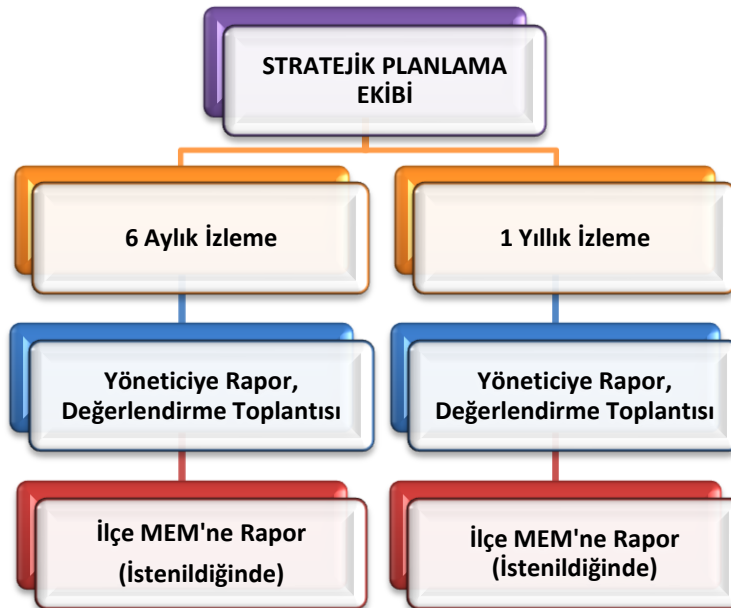 STRATEJİK PLANLAMA
EKİBİ
6 Aylık İzleme
1 Yıllık İzleme
Yöneticiye Rapor,
Değerlendirme Toplantısı
Yöneticiye Rapor,
Değerlendirme Toplantısı
İlçe MEM'ne Rapor
(İstenildiğinde)
İlçe MEM'ne Rapor
(İstenildiğinde)